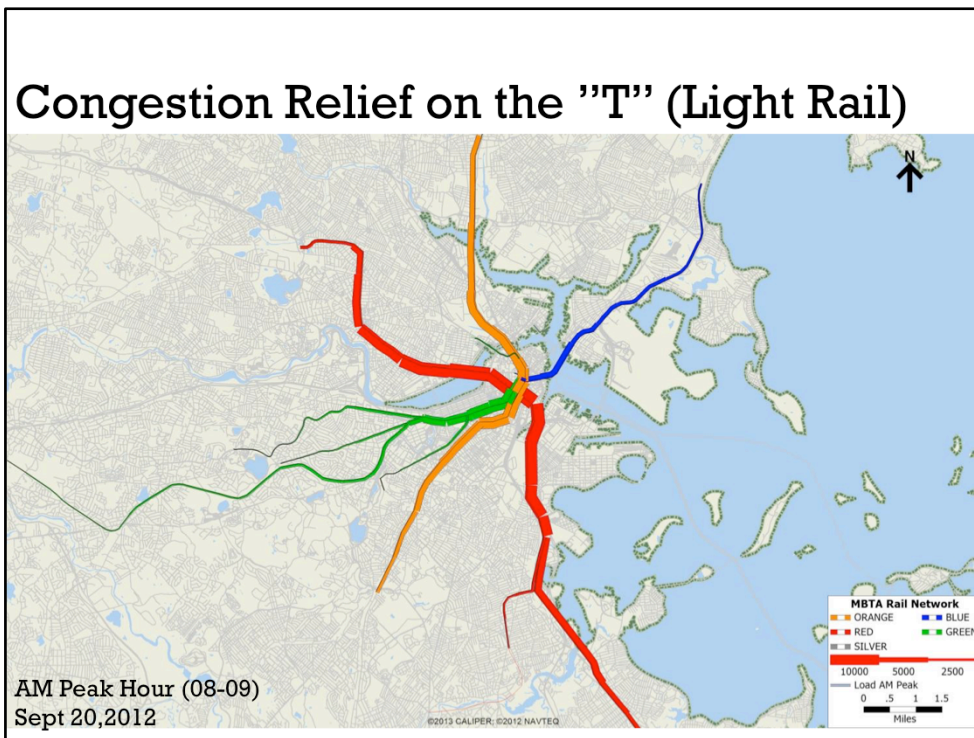 Congestion Relief on the ”T” (Light Rail)
N
MBTA Rail Network
ORANGE BLUE
RED GREEN
SILVER
10000 5000 2500
Load AM Peak
0 .5 1 1.5
Miles
AM Peak Hour (08-09)
Sept 20,2012
©2013 CALIPER; ©2012 NAVTEQ